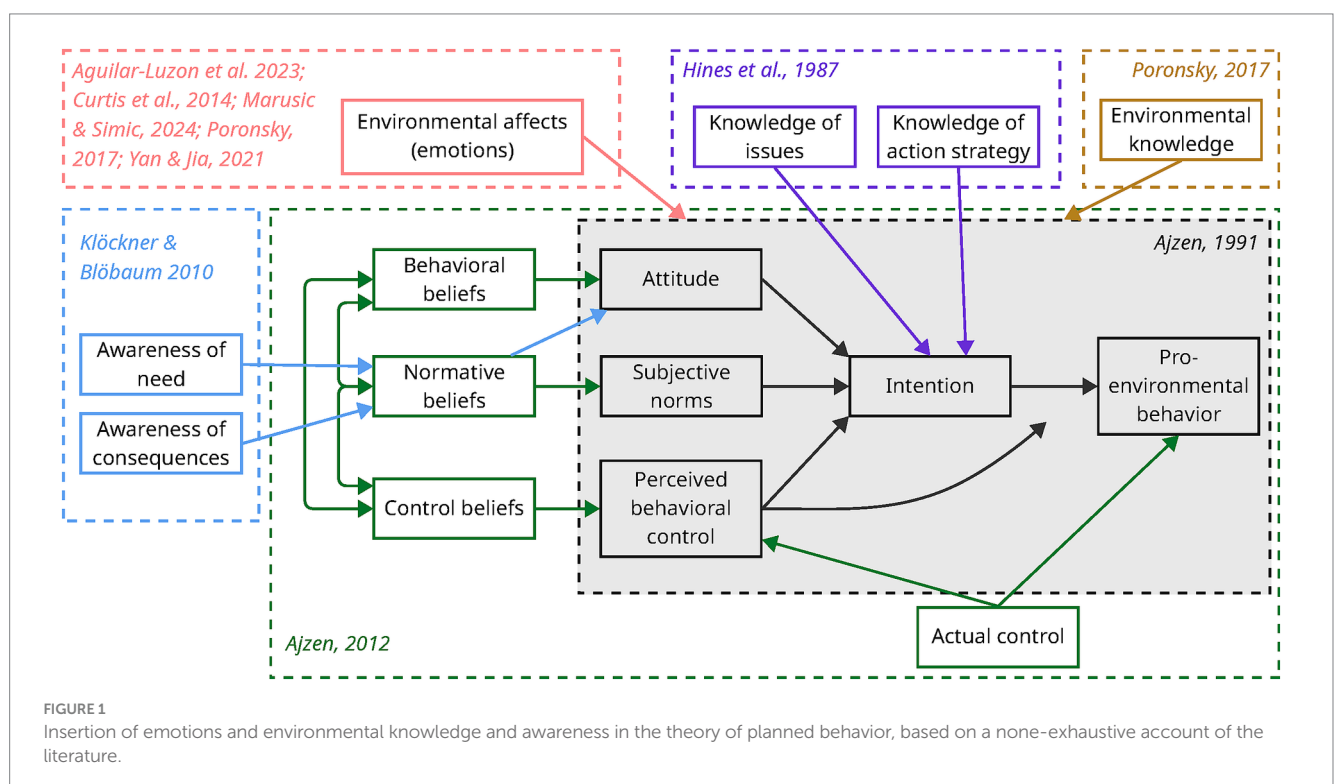 Aguilar-Luzon et al. 2023;
Curtis et al., 2014; Marusic
& Simic, 2024; Poronsky,
2017; Yan & Jia, 2021
Environmental affects
(emotions)
Hines et al., 1987
Knowledge of
issues
Knowledge of
action strategy
Poronsky, 2017
Environmental
knowledge
Klöckner &
Blöbaum 2010
Awareness of
need
Awareness of
consequences
Ajzen, 1991
Behavioral
beliefs
Attitude
Normative
beliefs
Subjective
norms
Intention
Pro-
environmental
behavior
Control beliefs
Perceived
behavioral
control
Actual control
Ajzen, 2012
FIGURE 1
Insertion of emotions and environmental knowledge and awareness in the theory of planned behavior, based on a none-exhaustive account of the
literature.